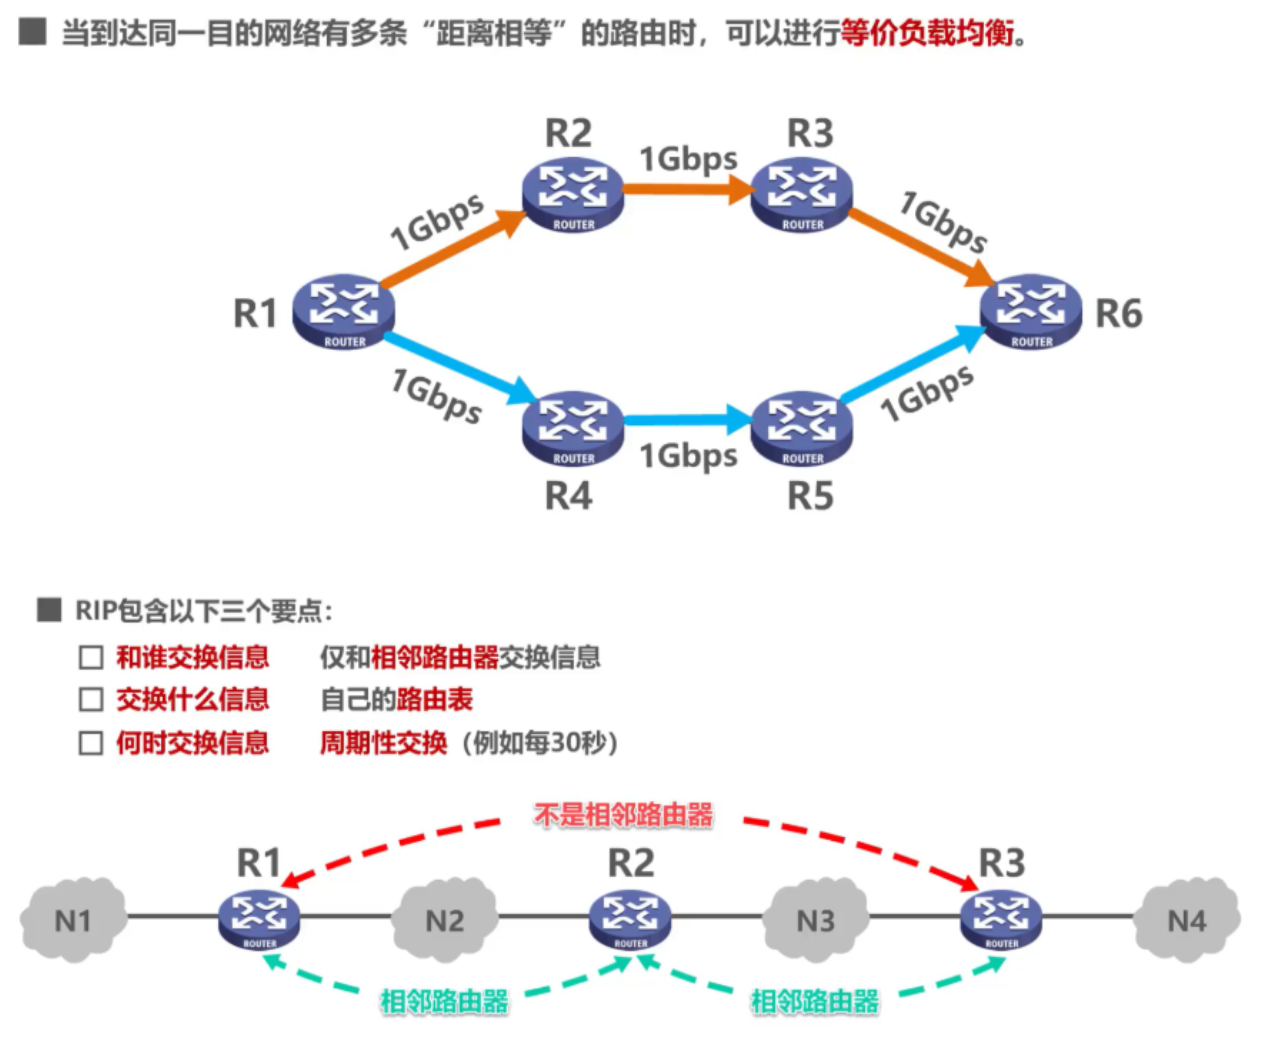 当到达同一目的网络有多条“距离相等”的路由时，可以进行等价负载均衡。
R2
R3
1Gbps
1Gbps
1Gbps
ROUTER
ROUTER
R1
R6
ROUTER
ROUTER
1Gbps
1Gbps
1Gbps
ROUTER
ROUTER
R4
R5
RIP包含以下三个要点：
和谁交换信息 仅和相邻路由器交换信息
交换什么信息 自己的路由表
何时交换信息 周期性交换（例如每30秒）
不是相邻路由器
R1
R2
R3
N1
N2
N3
N4
ROUTER
ROUTER
ROUTER
相邻路由器
相邻路由器